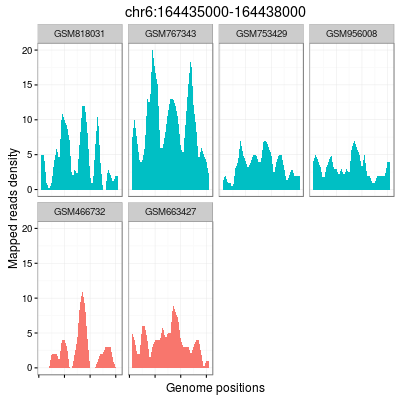 chr6:164435000-164438000
GSM818031 GSM767343 GSM753429 GSM956008
20
15
10
5
0
GSM466732 GSM663427
20
15
10
5
0
Mapped reads density
Genome positions